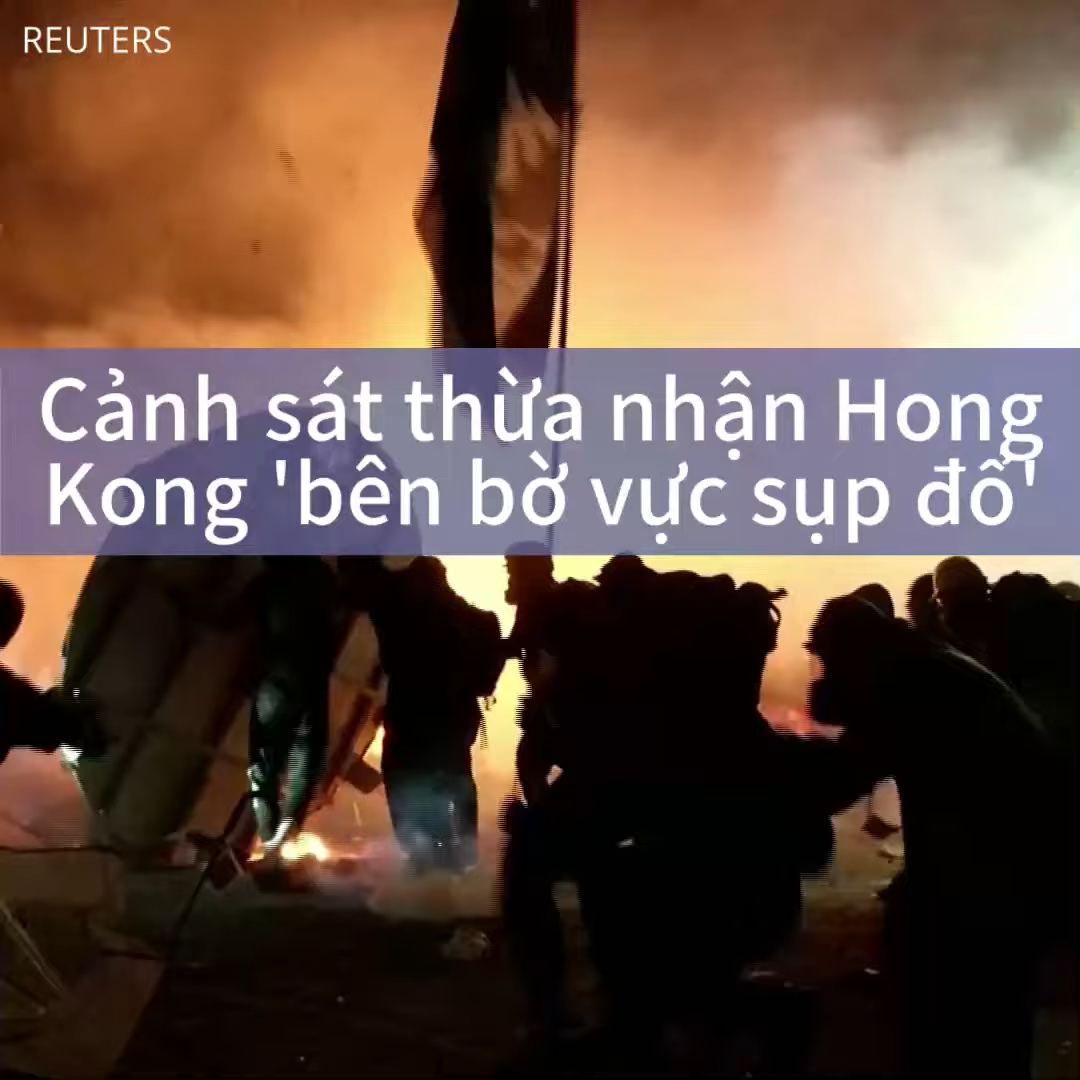 REUTERS
Cảnh sát thừa nhận Hong
Kong 'bên bờ vực sụp đổ'